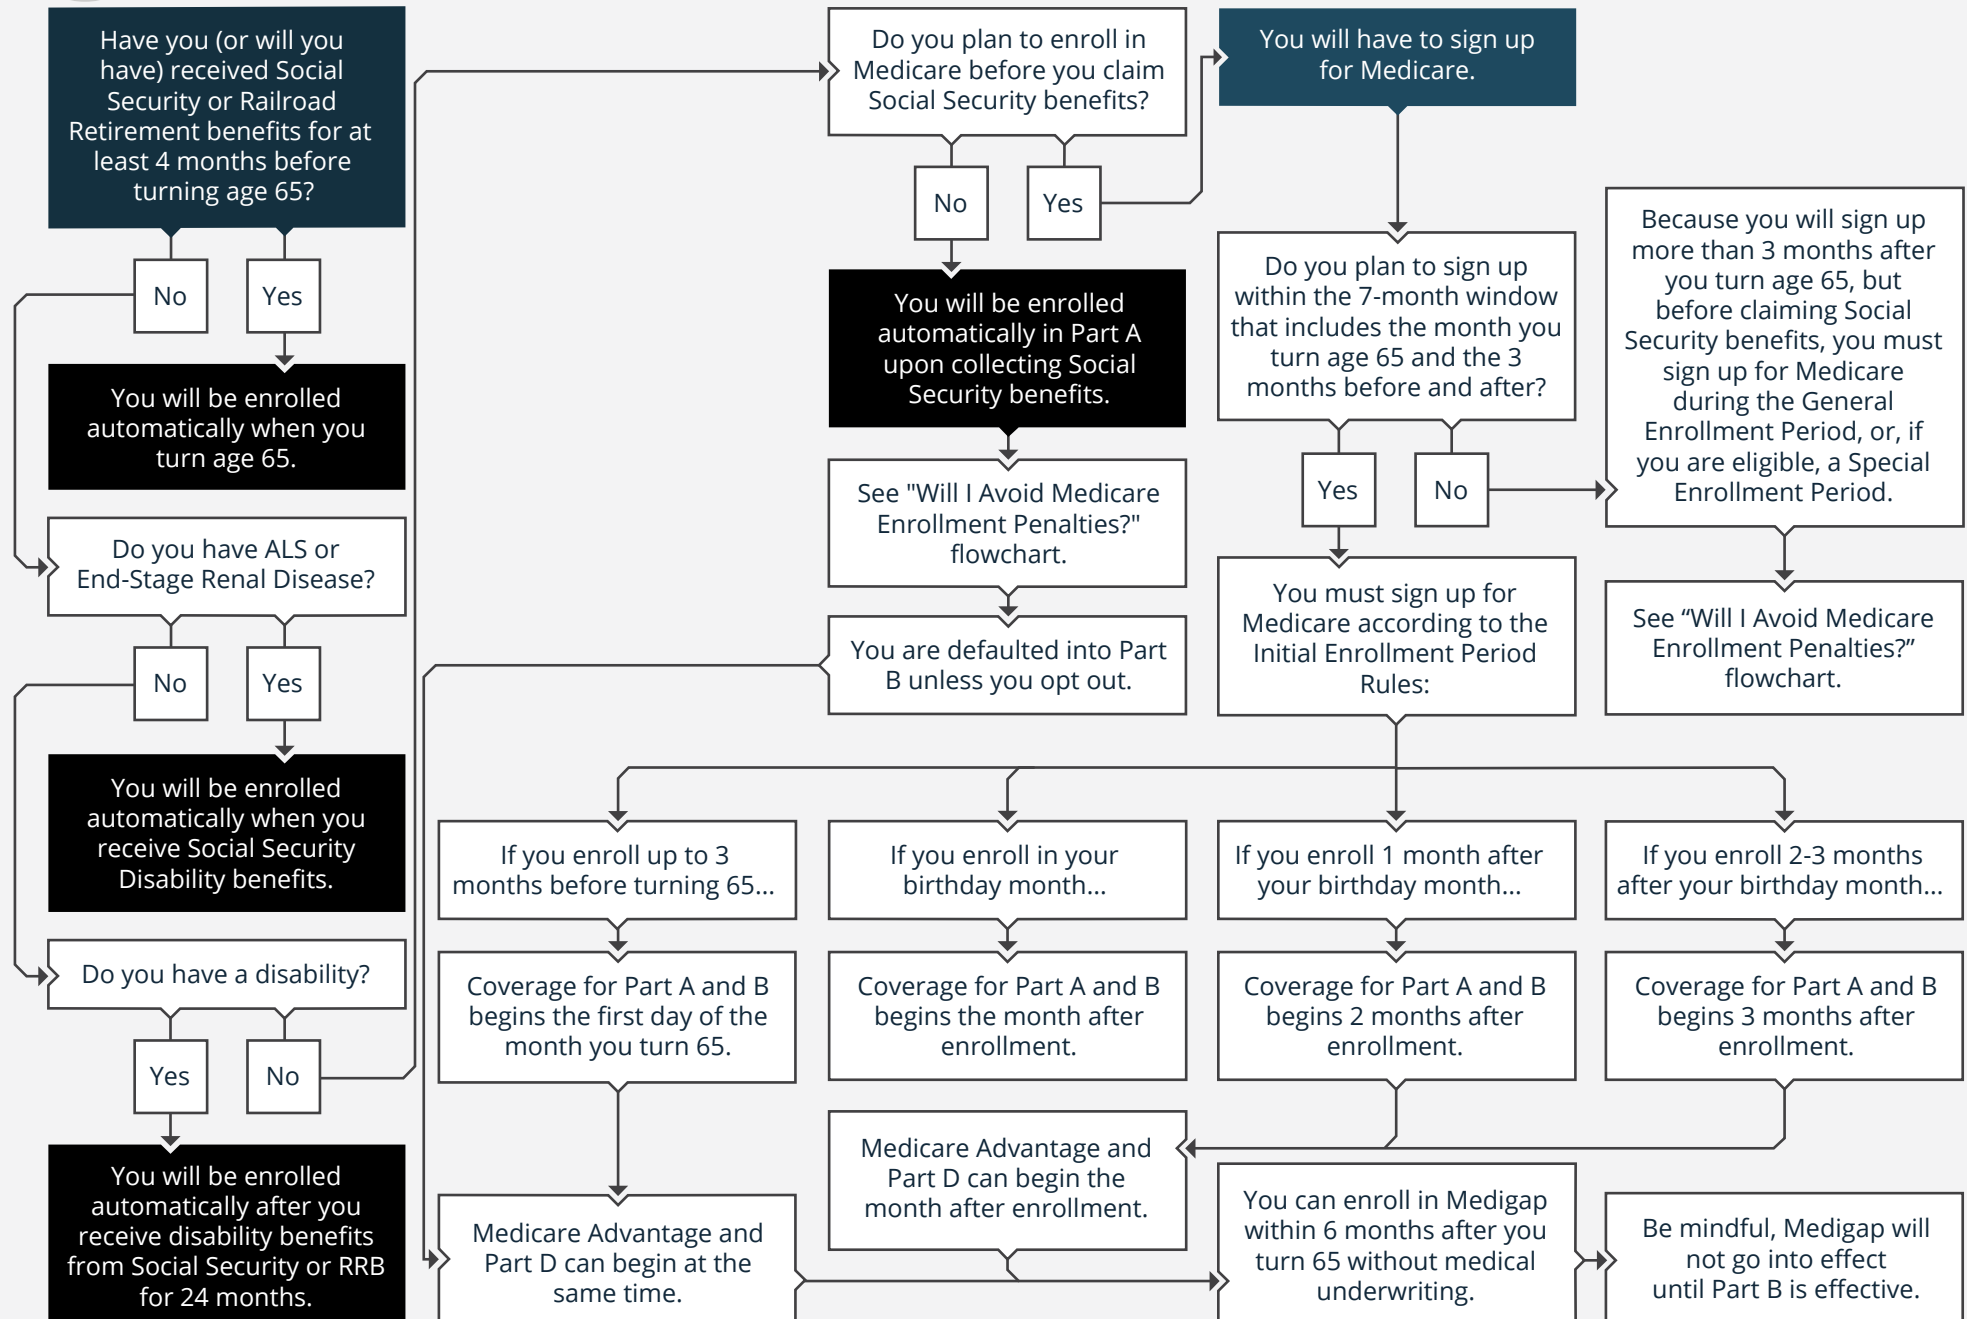 Have you (or will you
have) received Social
Security or Railroad
Retirement benefits for at
least 4 months before
turning age 65?
No
Yes
You will be enrolled
automatically when you
turn age 65.
Do you have ALS or
End-Stage Renal Disease?
No
Yes
You will be enrolled
automatically when you
receive Social Security
Disability benefits.
Do you have a disability?
Yes
No
You will be enrolled
automatically after you
receive disability benefits
from Social Security or RRB
for 24 months.
Do you plan to enroll in
Medicare before you claim
Social Security benefits?
No
Yes
You will be enrolled
automatically in Part A
upon collecting Social
Security benefits.
See "Will I Avoid Medicare
Enrollment Penalties?"
flowchart.
You are defaulted into Part
B unless you opt out.
You will have to sign up
for Medicare.
Do you plan to sign up
within the 7-month window
that includes the month you
turn age 65 and the 3
months before and after?
Yes
No
Because you will sign up
more than 3 months after
you turn age 65, but
before claiming Social
Security benefits, you must
sign up for Medicare
during the General
Enrollment Period, or, if
you are eligible, a Special
Enrollment Period.
See “Will I Avoid Medicare
Enrollment Penalties?”
flowchart.
You must sign up for
Medicare according to the
Initial Enrollment Period
Rules:
If you enroll up to 3
months before turning 65...
Coverage for Part A and B
begins the first day of the
month you turn 65.
Medicare Advantage and
Part D can begin at the
same time.
If you enroll in your
birthday month...
Coverage for Part A and B
begins the month after
enrollment.
If you enroll 1 month after
your birthday month...
Coverage for Part A and B
begins 2 months after
enrollment.
If you enroll 2-3 months
after your birthday month...
Coverage for Part A and B
begins 3 months after
enrollment.
Medicare Advantage and
Part D can begin the
month after enrollment.
You can enroll in Medigap
within 6 months after you
turn 65 without medical
underwriting.
Be mindful, Medigap will
not go into effect
until Part B is effective.